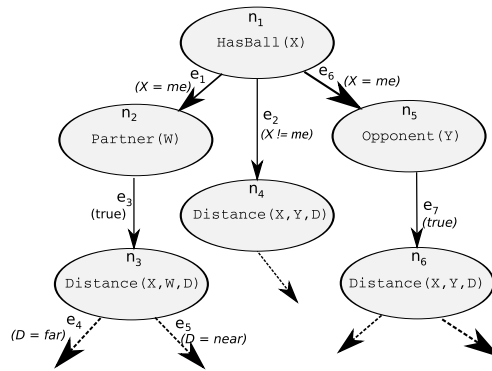 n1
HasBall(X)
e1
(X = me)
e6
(X = me)
n2
Partner(W)
e2
(X != me)
n5
Opponent(Y)
e3
(true)
n4
Distance(X,Y,D)
e7
(true)
n3
Distance(X,W,D)
n6
Distance(X,Y,D)
e4
(D = far)
e5
(D = near)